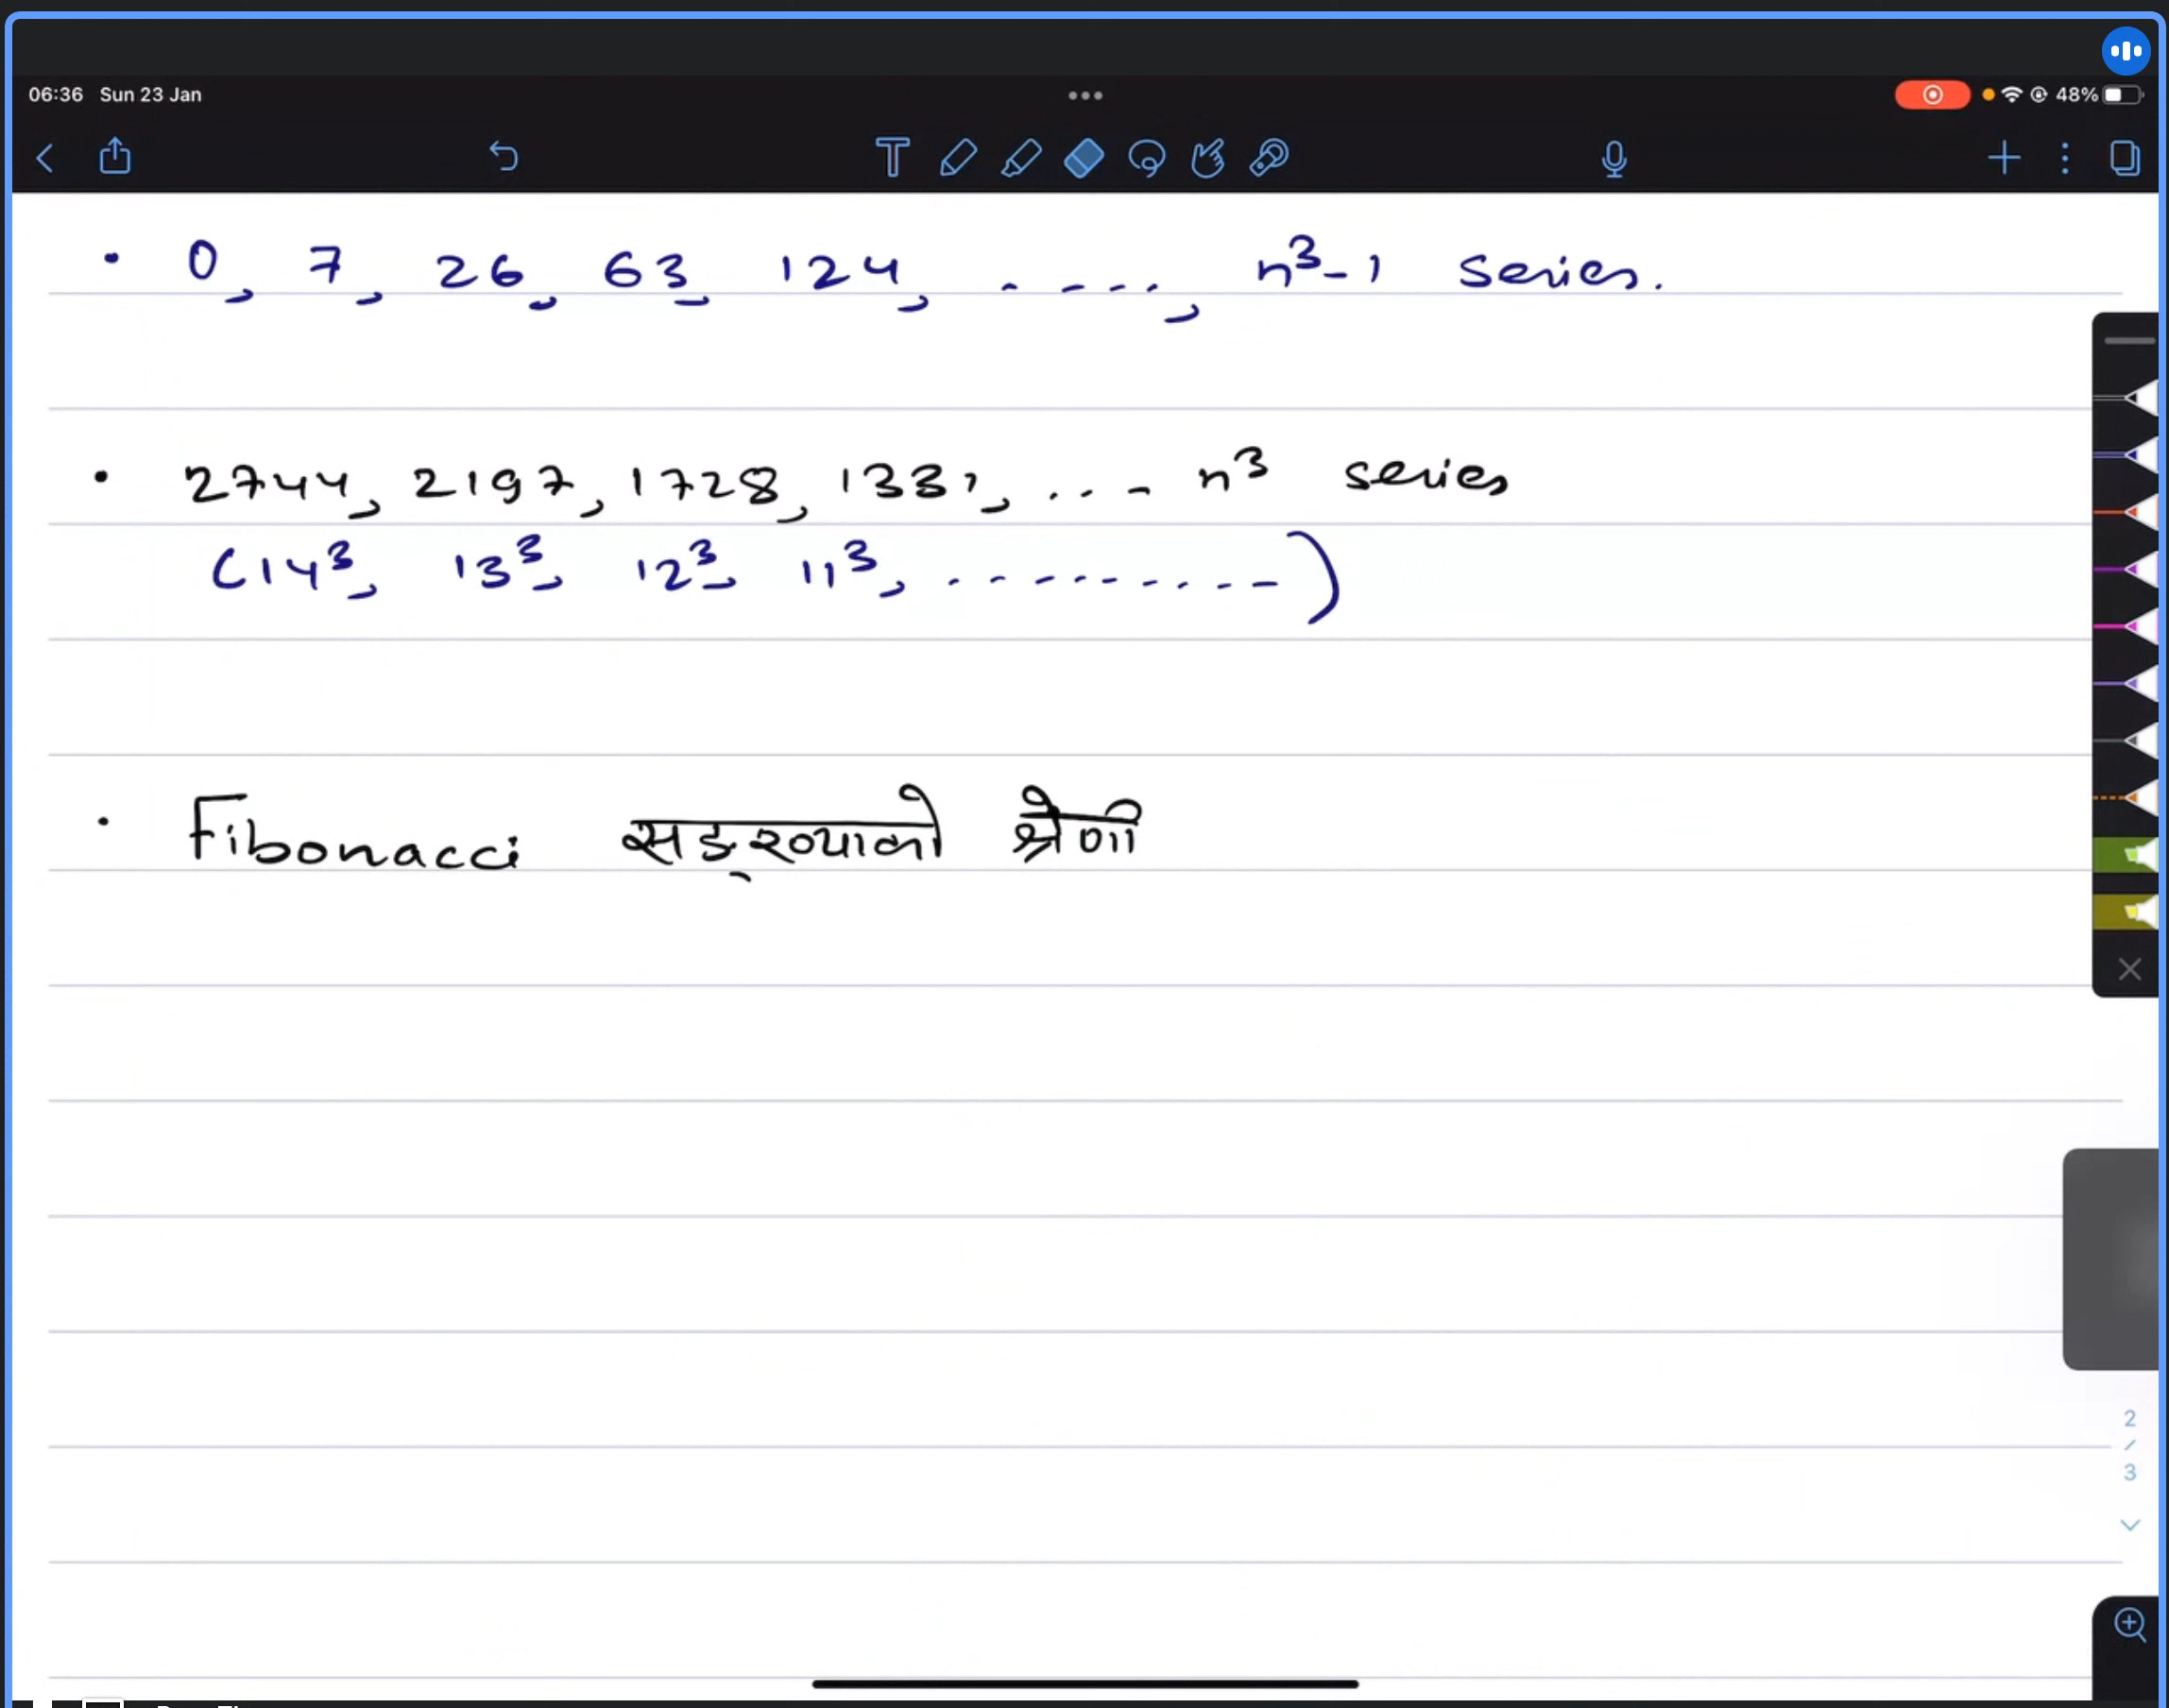 06:36 Sun 23 Jan
48%
• 0, 7, 26, 63, 124, ....., n³-1 series.
• 2744, 2197, 1728, 1331, ... n³ series
(14³, 13³, 12³, 11³, ..........)
• Fibonacci सङ्ख्याको श्रेणी
2
/
3